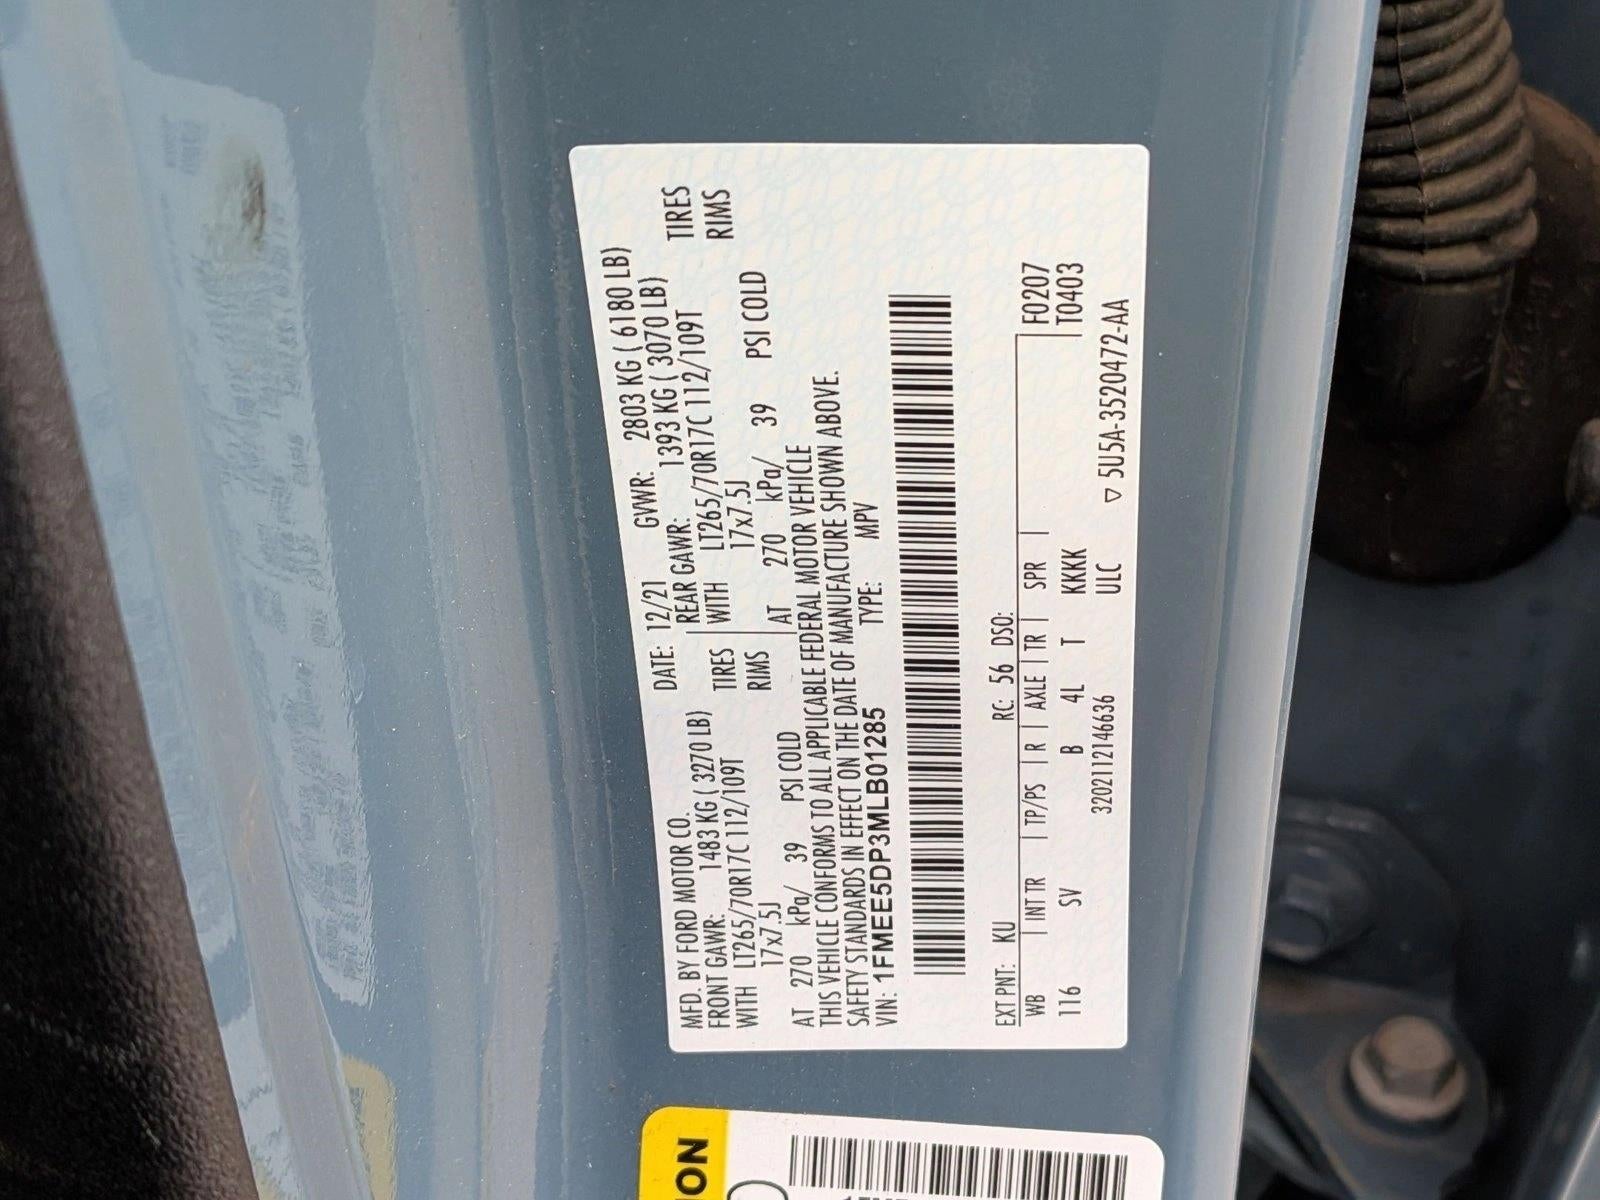 MFD. BY FORD MOTOR CO. DATE: 12/21 GVWR: 2803 KG ( 6180 LB)
FRONT GAWR: 1483 KG ( 3270 LB) REAR GAWR: 1393 KG ( 3070 LB)
WITH LT265/70R17C 112/109T TIRES WITH LT265/70R17C 112/109T TIRES
17x7.5J RIMS 17x7.5J RIMS
AT 270 kPa/ 39 PSI COLD AT 270 kPa/ 39 PSI COLD
THIS VEHICLE CONFORMS TO ALL APPLICABLE FEDERAL MOTOR VEHICLE
SAFETY STANDARDS IN EFFECT ON THE DATE OF MANUFACTURE SHOWN ABOVE.
VIN: 1FMEE5DP3MLB01285 TYPE: MPV
EXT PNT: KU RC: 56 DSO:
WB | INT TR | TP/PS | R | AXLE | TR | SPR | F0207
116 SV B 4L T KKKK T0403
320211214663​6 ULC ▽ 5U5A-3520472-AA
ION